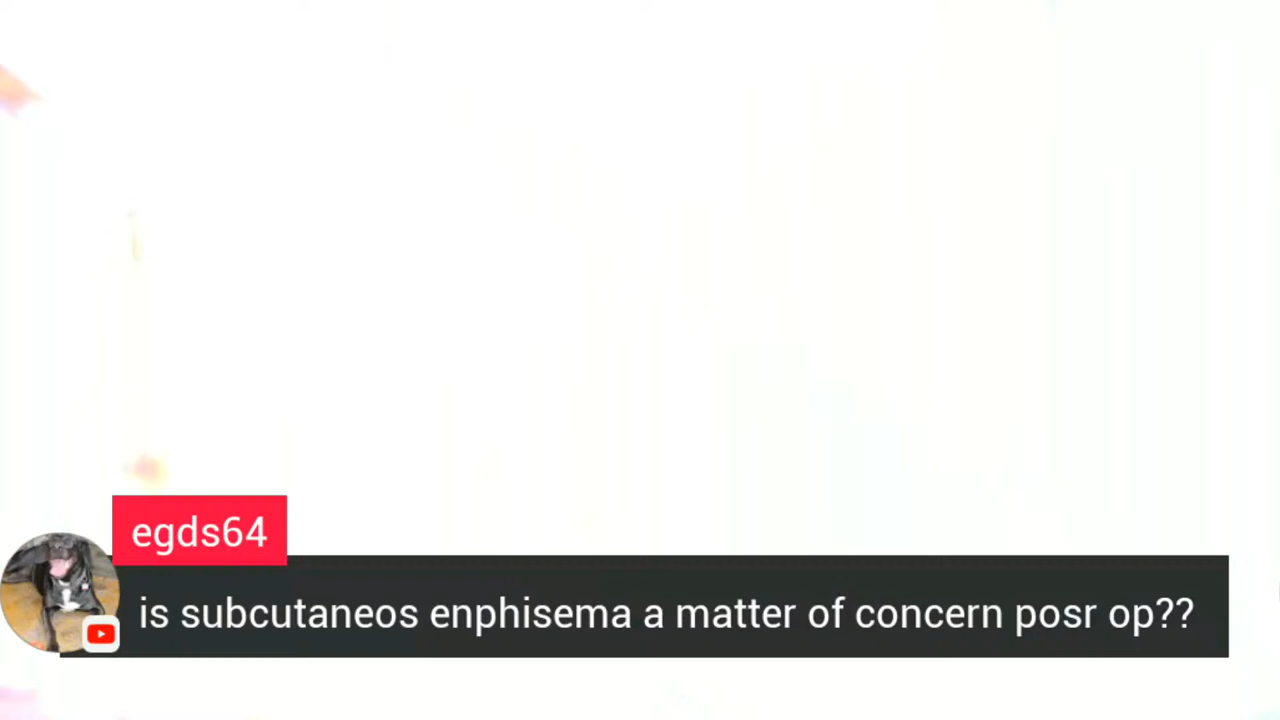 egds64
is subcutaneos enphisema a matter of concern posr op??